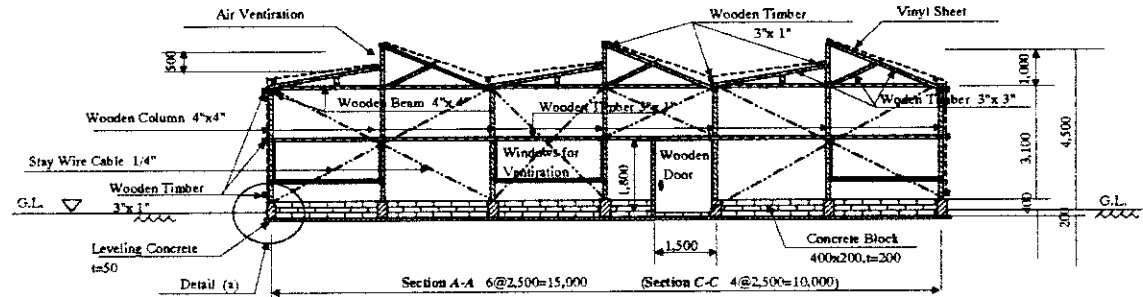 Air Ventiration
Wooden Timber
3"x 1"
Vinyl Sheet
500
1,000
Wooden Beam 4"x 4"
Wooden Timber 3"x 1"
Wooden Timber 3"x 3"
Wooden Column 4"x4"
4,500
3,100
Stay Wire Cable 1/4"
Windows for
Ventiration
Wooden
Door
1,800
Wooden Timber
3"x 1"
G.L.
G.L.
400
200
Leveling Concrete
t=50
1,500
Concrete Block
400x200,t=200
Detail (a)
Section A-A 6@2,500=15,000 (Section C-C 4@2,500=10,000)